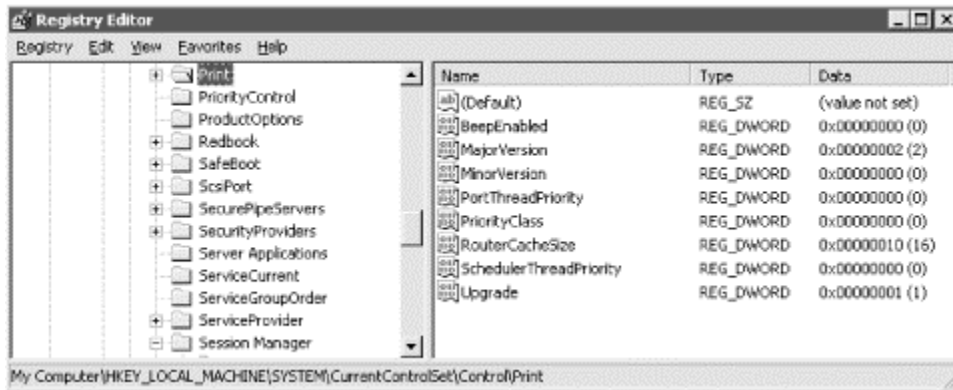 Registry Editor
Registry Edit View Favorites Help
Print
PriorityControl
ProductOptions
Redbook
SafeBoot
ScsiPort
SecurePipeServers
SecurityProviders
Server Applications
ServiceCurrent
ServiceGroupOrder
ServiceProvider
Session Manager
Name Type Data
(Default) REG_SZ (value not set)
BeepEnabled REG_DWORD 0x00000000 (0)
MajorVersion REG_DWORD 0x00000002 (2)
MinorVersion REG_DWORD 0x00000000 (0)
PortThreadPriority REG_DWORD 0x00000000 (0)
PriorityClass REG_DWORD 0x00000000 (0)
RouterCacheSize REG_DWORD 0x00000010 (16)
SchedulerThreadPriority REG_DWORD 0x00000000 (0)
Upgrade REG_DWORD 0x00000001 (1)
My Computer\HKEY_LOCAL_MACHINE\SYSTEM\CurrentControlSet\Control\Print